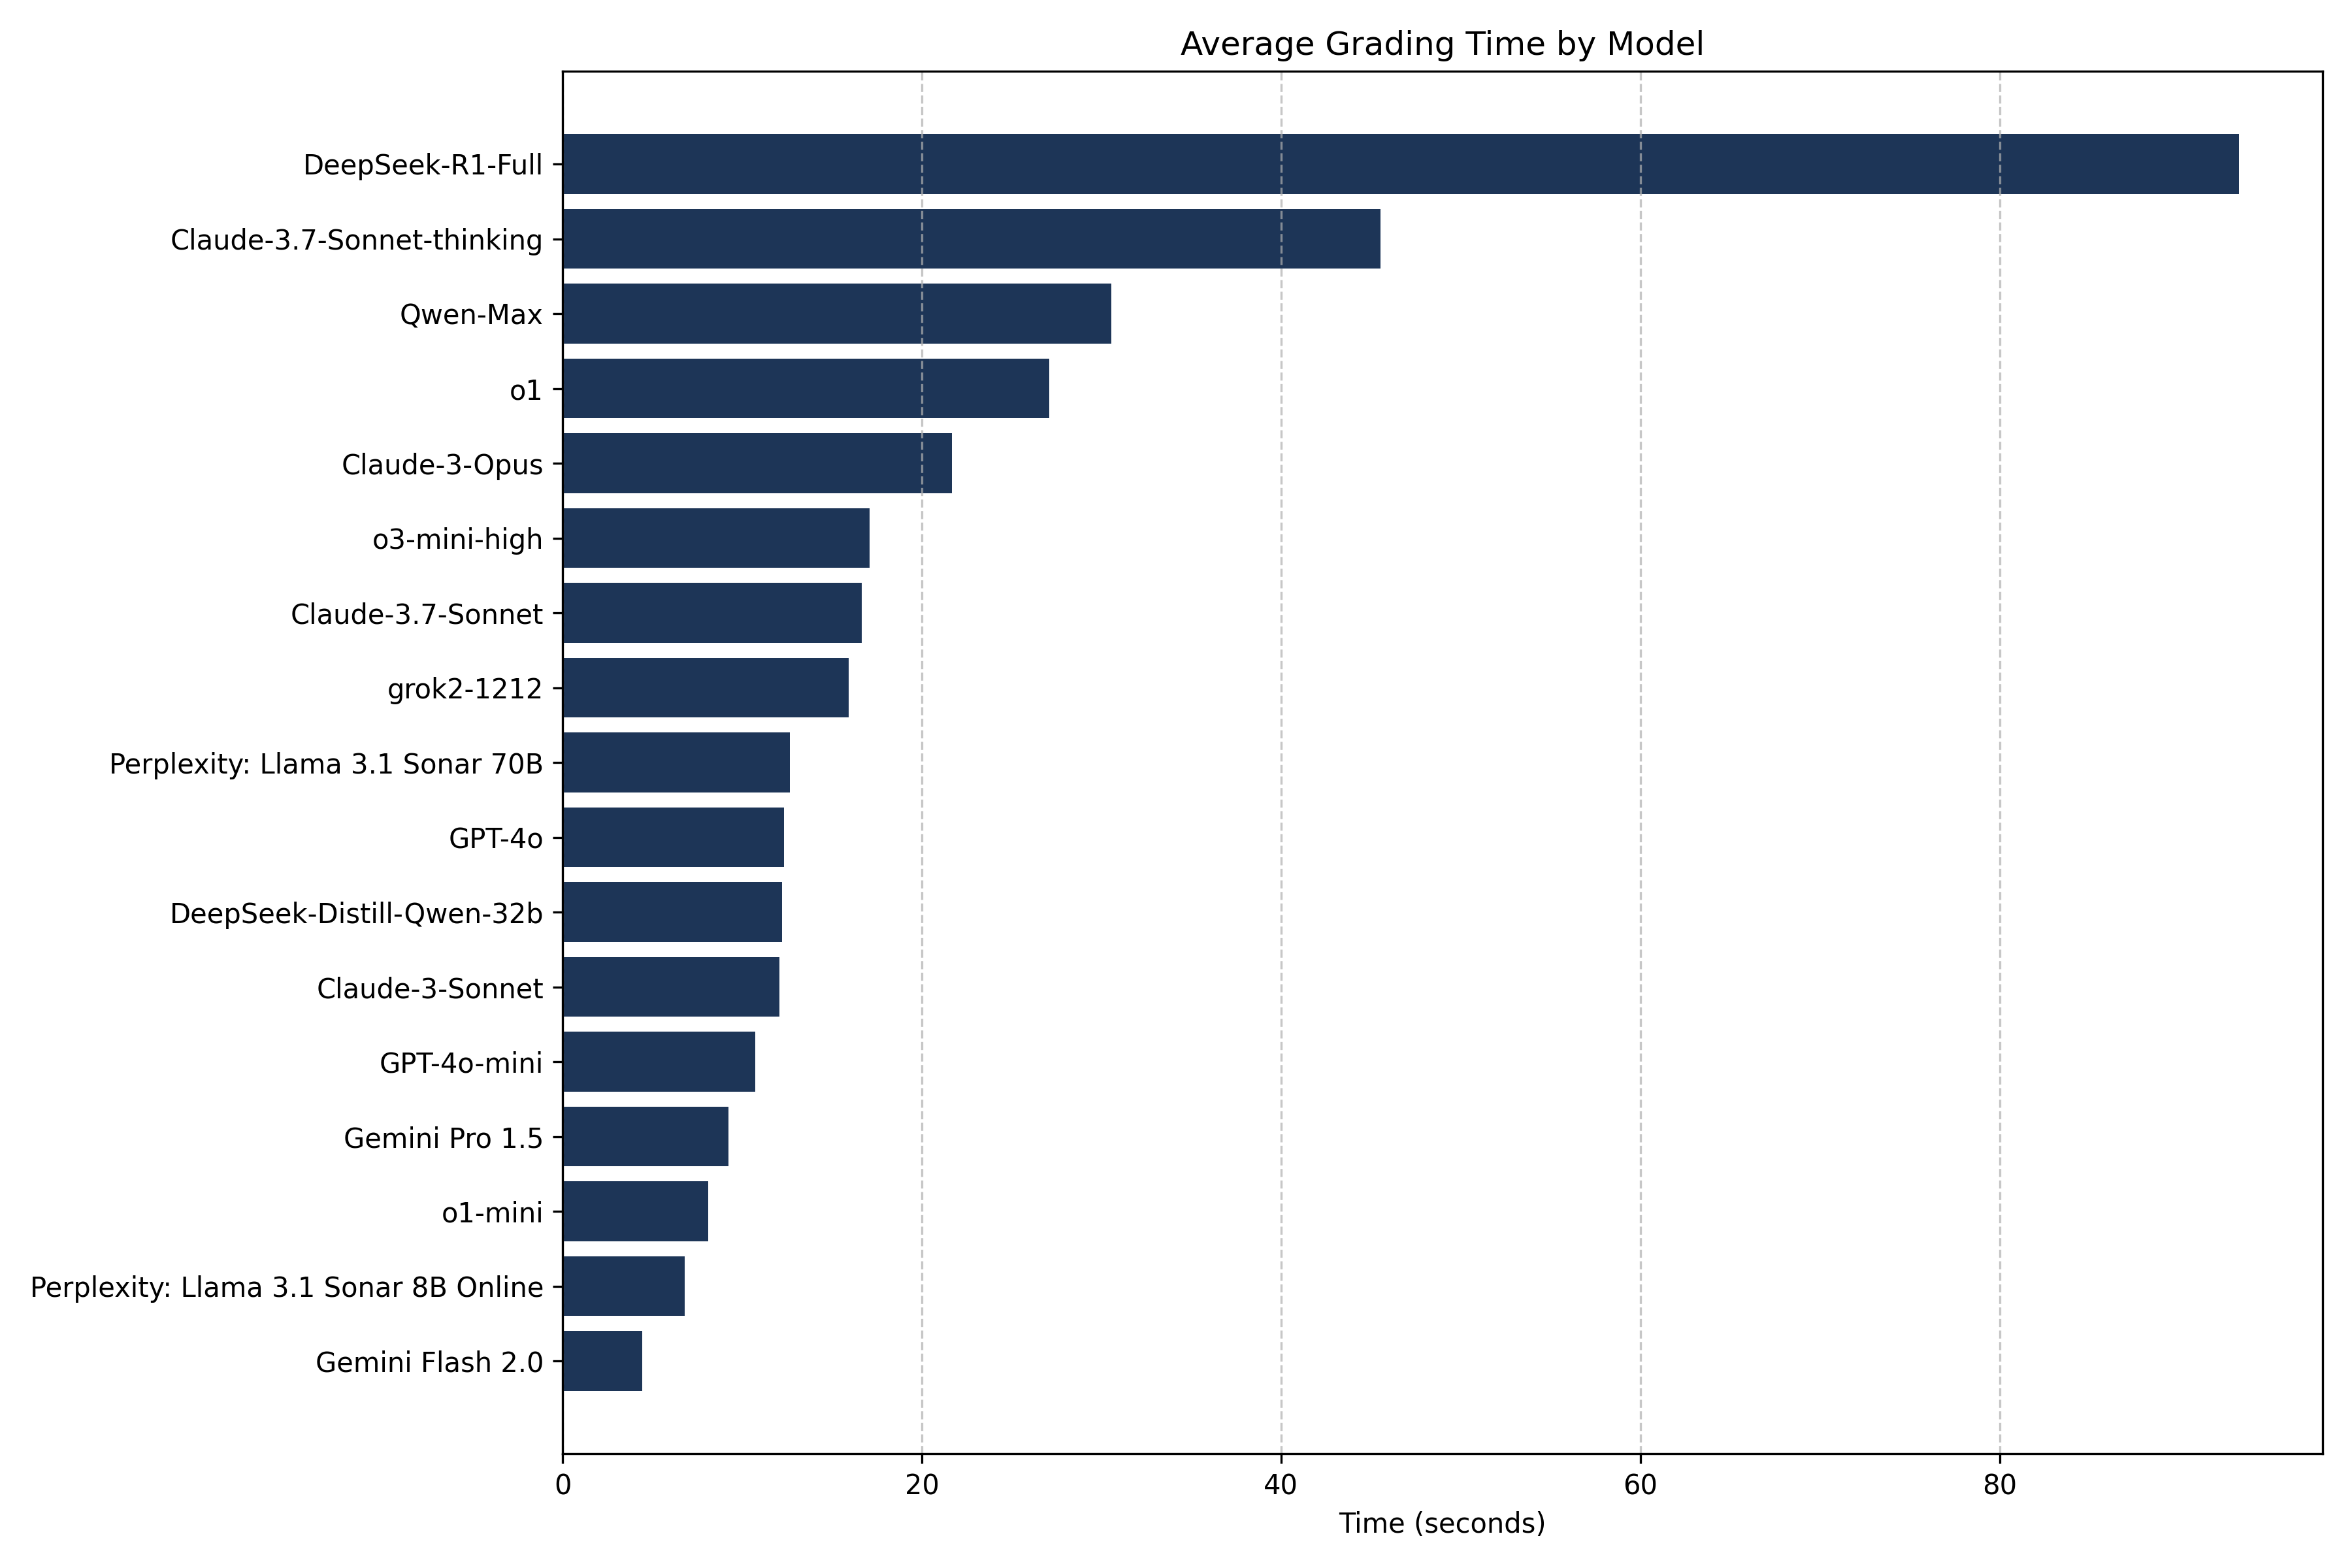 Average Grading Time by Model
DeepSeek-R1-Full
Claude-3.7-Sonnet-thinking
Qwen-Max
o1
Claude-3-Opus
o3-mini-high
Claude-3.7-Sonnet
grok2-1212
Perplexity: Llama 3.1 Sonar 70B
GPT-4o
DeepSeek-Distill-Qwen-32b
Claude-3-Sonnet
GPT-4o-mini
Gemini Pro 1.5
o1-mini
Perplexity: Llama 3.1 Sonar 8B Online
Gemini Flash 2.0
0 20 40 60 80
Time (seconds)